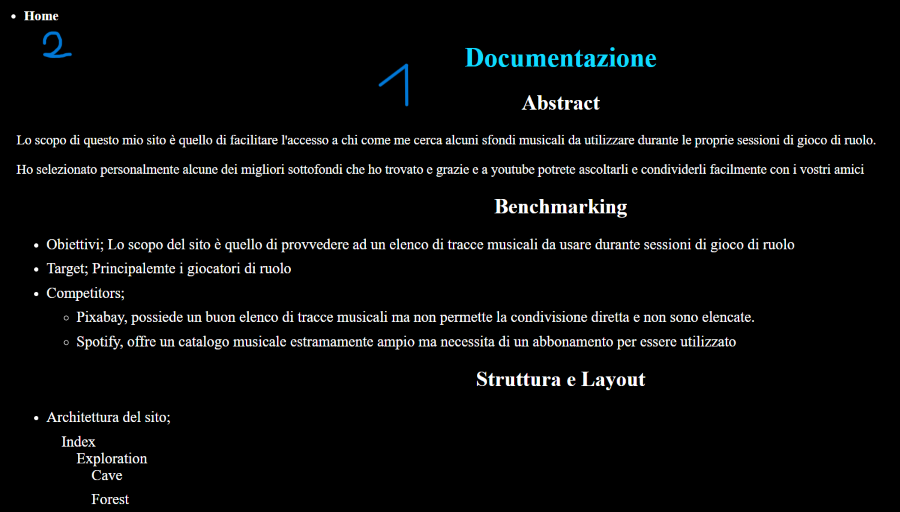 Home
2
1
Documentazione
Abstract
Lo scopo di questo mio sito è quello di facilitare l'accesso a chi come me cerca alcuni sfondi musicali da utilizzare durante le proprie sessioni di gioco di ruolo.
Ho selezionato personalmente alcune dei migliori sottofondi che ho trovato e grazie e a youtube potrete ascoltarli e condividerli facilmente con i vostri amici
Benchmarking
Obiettivi; Lo scopo del sito è quello di provvedere ad un elenco di tracce musicali da usare durante sessioni di gioco di ruolo
Target; Principalemte i giocatori di ruolo
Competitors;
Pixabay, possiede un buon elenco di tracce musicali ma non permette la condivisione diretta e non sono elencate.
Spotify, offre un catalogo musicale estramamente ampio ma necessita di un abbonamento per essere utilizzato
Struttura e Layout
Architettura del sito;
Index
Exploration
Cave
Forest